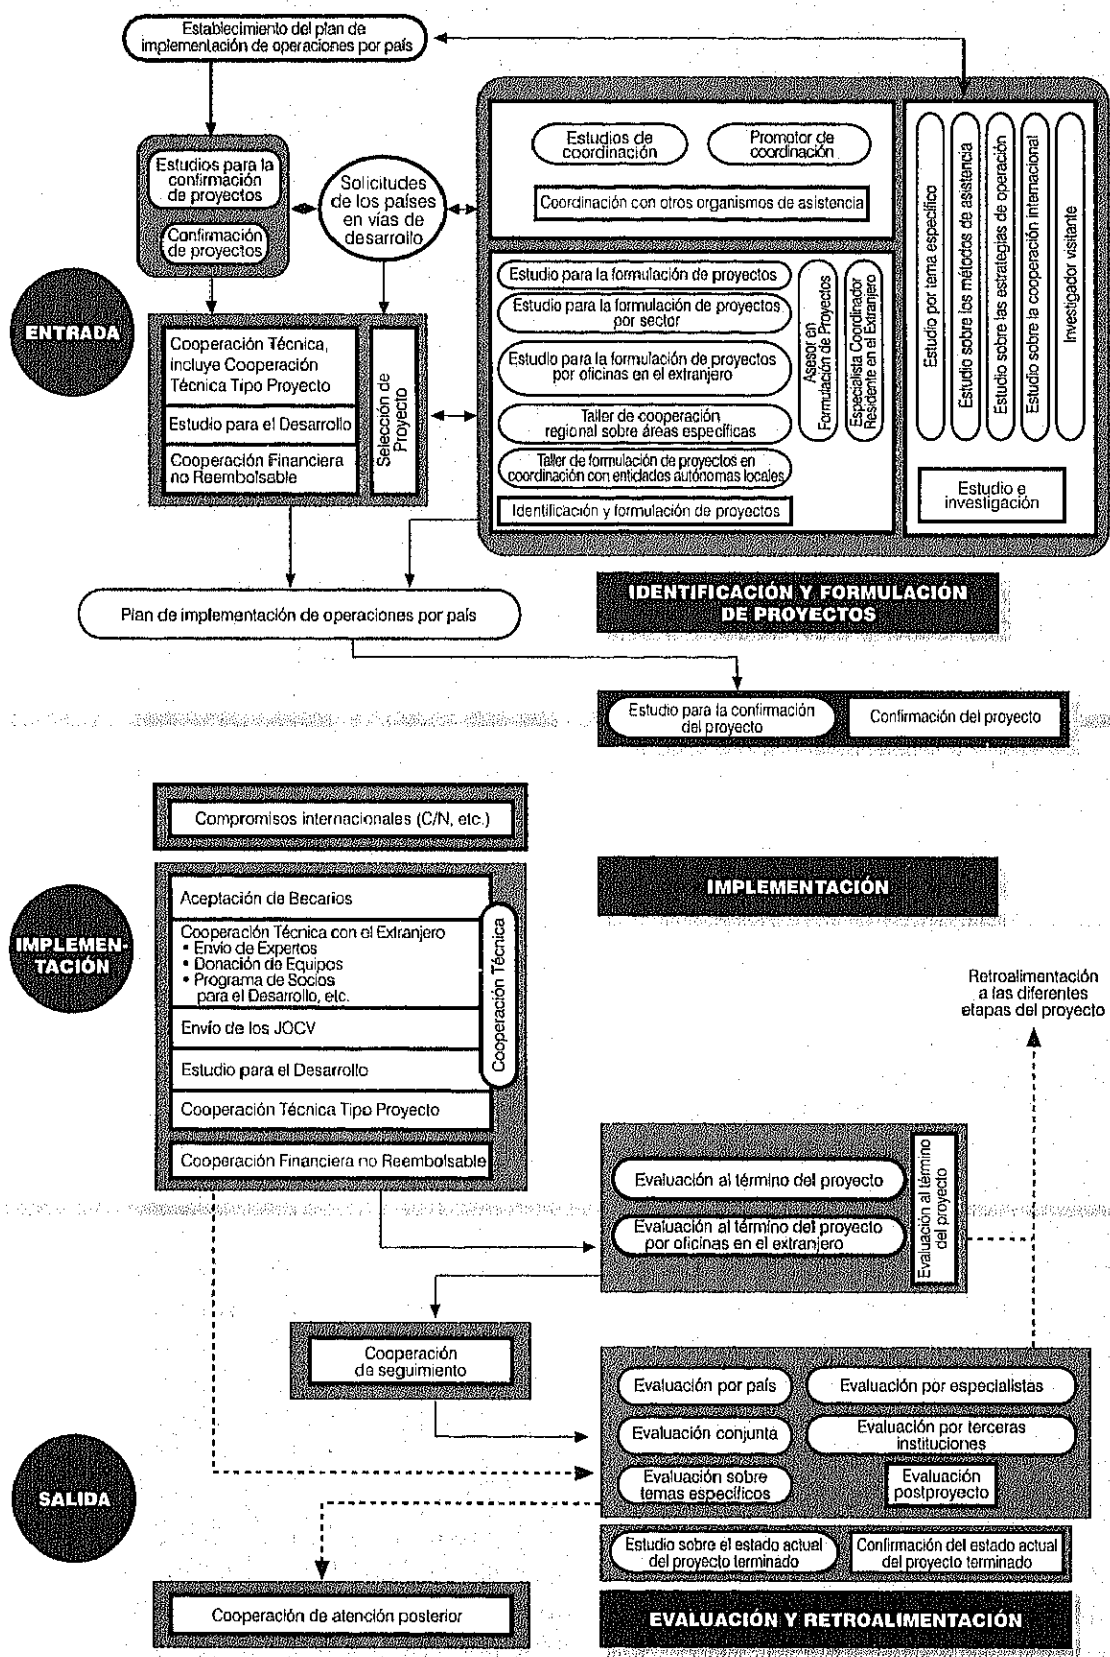 Establecimiento del plan de
implementación de operaciones por país
Estudios para la
confirmación
de proyectos
Confirmación
de proyectos
Solicitudes
de los países
en vías de
desarrollo
Estudios de
coordinación
Promotor de
coordinación
Coordinación con otros organismos de asistencia
Estudio por tema específico
Estudio sobre los métodos de asistencia
Estudio sobre las estrategias de operación
Estudio sobre la cooperación internacional
Investigador visitante
Estudio e
investigación
ENTRADA
Cooperación Técnica,
incluye Cooperación
Técnica Tipo Proyecto
Estudio para el Desarrollo
Cooperación Financiera
no Reembolsable
Selección de
Proyecto
Estudio para la formulación de proyectos
Estudio para la formulación de proyectos
por sector
Estudio para la formulación de proyectos
por oficinas en el extranjero
Taller de cooperación
regional sobre áreas específicas
Taller de formulación de proyectos en
coordinación con entidades autónomas locales
Identificación y formulación de proyectos
Asesor en
Formulación de Proyectos
Especialista Coordinador
Residente en el Extranjero
Plan de implementación de operaciones por país
IDENTIFICACIÓN Y FORMULACIÓN
DE PROYECTOS
Estudio para la confirmación
del proyecto
Confirmación del proyecto
Compromisos internacionales (C/N, etc.)
IMPLEMENTACIÓN
IMPLEMEN-
TACIÓN
Aceptación de Becarios
Cooperación Técnica con el Extranjero
• Envío de Expertos
• Donación de Equipos
• Programa de Socios
para el Desarrollo, etc.
Envío de los JOCV
Estudio para el Desarrollo
Cooperación Técnica Tipo Proyecto
Cooperación Financiera no Reembolsable
Cooperación Técnica
Retroalimentación
a las diferentes
etapas del proyecto
Evaluación al término del proyecto
Evaluación al término del proyecto
por oficinas en el extranjero
Evaluación al término
del proyecto
Cooperación
de seguimiento
Evaluación por país
Evaluación por especialistas
Evaluación conjunta
Evaluación por terceras
instituciones
Evaluación sobre
temas específicos
Evaluación
postproyecto
SALIDA
Estudio sobre el estado actual
del proyecto terminado
Confirmación del estado actual
del proyecto terminado
Cooperación de atención posterior
EVALUACIÓN Y RETROALIMENTACIÓN